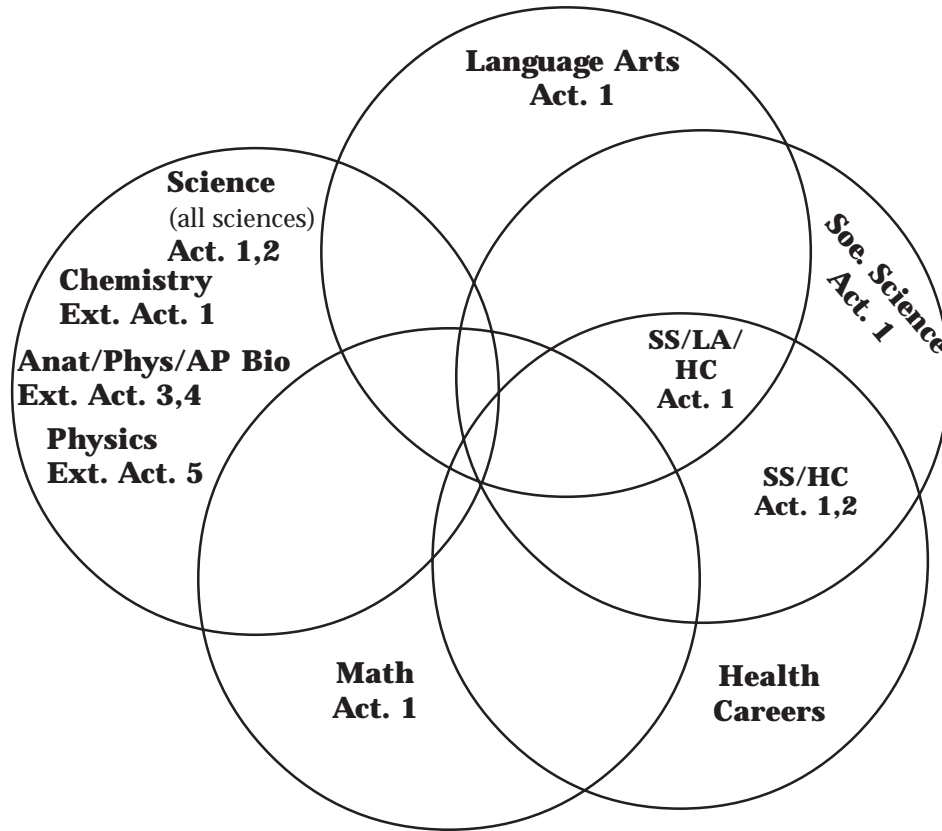 Language Arts
Act. 1
Science
(all sciences)
Act. 1,2
Chemistry
Ext. Act. 1
Anat/Phys/AP Bio
Ext. Act. 3,4
Physics
Ext. Act. 5
Soe. Science
Act. 1
SS/LA/
HC
Act. 1
SS/HC
Act. 1,2
Math
Act. 1
Health
Careers